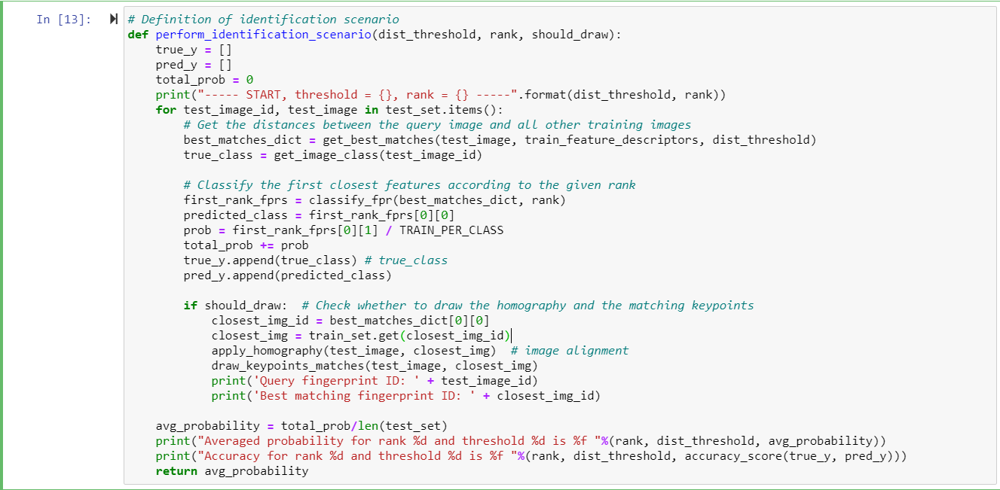 In [13]:
# Definition of identification scenario
def perform_identification_scenario(dist_threshold, rank, should_draw):
    true_y = []
    pred_y = []
    total_prob = 0
    print("----- START, threshold = {}, rank = {} -----".format(dist_threshold, rank))
    for test_image_id, test_image in test_set.items():
        # Get the distances between the query image and all other training images
        best_matches_dict = get_best_matches(test_image, train_feature_descriptors, dist_threshold)
        true_class = get_image_class(test_image_id)

        # Classify the first closest features according to the given rank
        first_rank_fprs = classify_fpr(best_matches_dict, rank)
        predicted_class = first_rank_fprs[0][0]
        prob = first_rank_fprs[0][1] / TRAIN_PER_CLASS
        total_prob += prob
        true_y.append(true_class) # true_class
        pred_y.append(predicted_class)

        if should_draw:  # Check whether to draw the homography and the matching keypoints
            closest_img_id = best_matches_dict[0][0]
            closest_img = train_set.get(closest_img_id)
            apply_homography(test_image, closest_img)  # image alignment
            draw_keypoints_matches(test_image, closest_img)
            print('Query fingerprint ID: ' + test_image_id)
            print('Best matching fingerprint ID: ' + closest_img_id)

    avg_probability = total_prob/len(test_set)
    print("Averaged probability for rank %d and threshold %d is %f "%(rank, dist_threshold, avg_probability))
    print("Accuracy for rank %d and threshold %d is %f "%(rank, dist_threshold, accuracy_score(true_y, pred_y)))
    return avg_probability